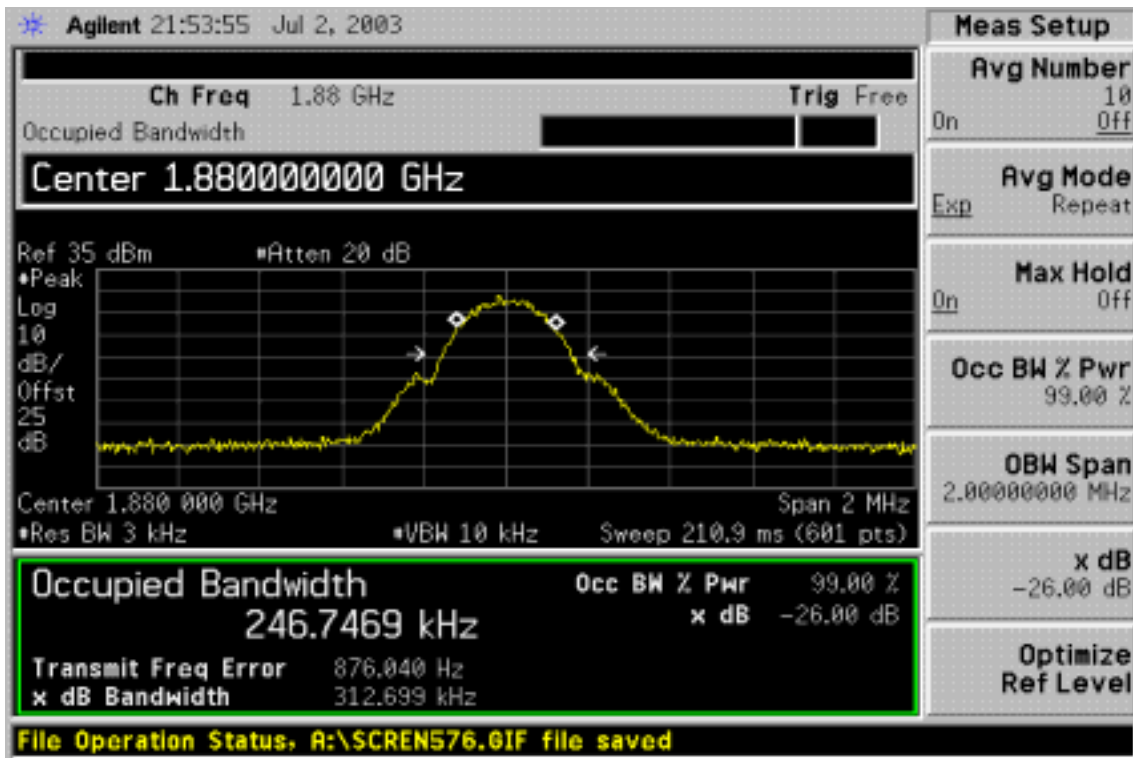 Agilent 21:53:55 Jul 2, 2003
Ch Freq 1.88 GHz Trig Free
Occupied Bandwidth
Center 1.880000000 GHz
Ref 35 dBm #Atten 20 dB
#Peak
Log
10
dB/
Offst
25
dB
Center 1.880 000 GHz Span 2 MHz
#Res BW 3 kHz #VBW 10 kHz Sweep 210.9 ms (601 pts)
Occupied Bandwidth
246.7469 kHz
Occ BW % Pwr 99.00 %
x dB -26.00 dB
Transmit Freq Error 876.040 Hz
x dB Bandwidth 312.699 kHz
File Operation Status, A:\SCREN576.GIF file saved
Meas Setup
Avg Number
10
On Off
Avg Mode
Exp Repeat
Max Hold
On Off
Occ BW % Pwr
99.00 %
OBW Span
2.00000000 MHz
x dB
-26.00 dB
Optimize
Ref Level